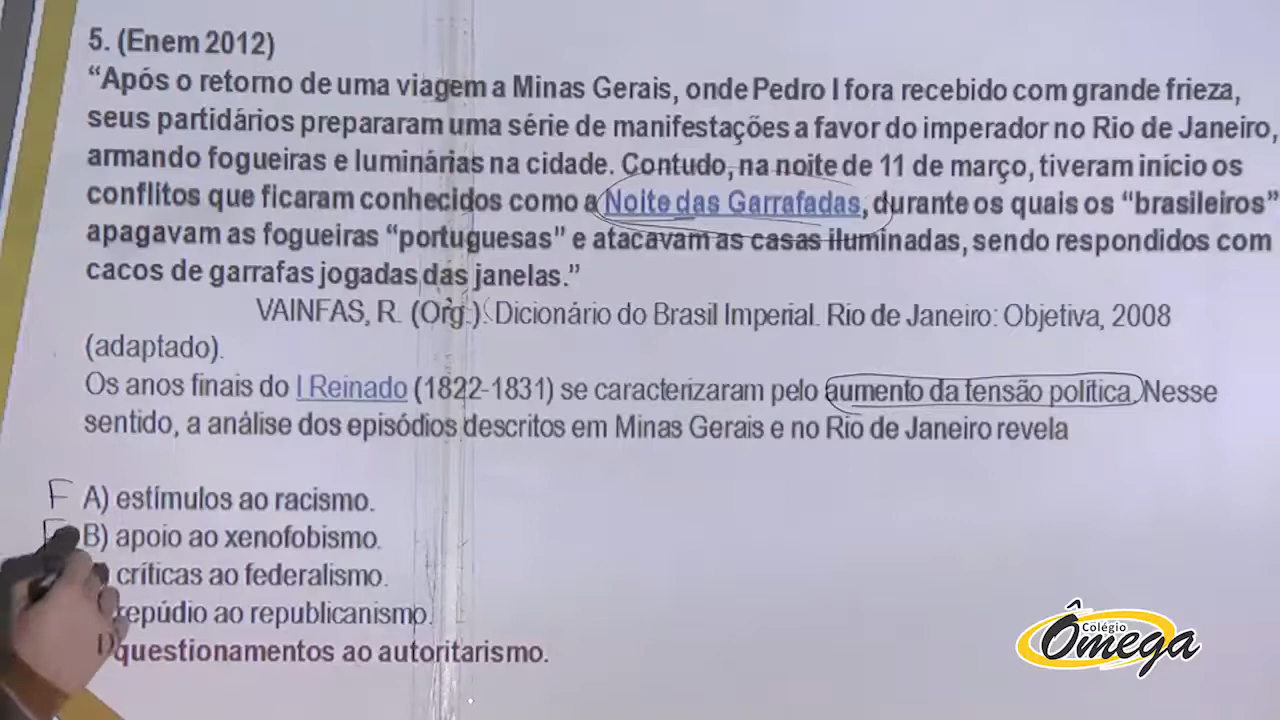 5. (Enem 2012)
“Após o retorno de uma viagem a Minas Gerais, onde Pedro I fora recebido com grande frieza,
seus partidários prepararam uma série de manifestações a favor do imperador no Rio de Janeiro,
armando fogueiras e luminárias na cidade. Contudo, na noite de 11 de março, tiveram início os
conflitos que ficaram conhecidos como a Noite das Garrafadas, durante os quais os “brasileiros”
apagavam as fogueiras “portuguesas” e atacavam as casas iluminadas, sendo respondidos com
cacos de garrafas jogadas das janelas.”
VAINFAS, R. (Org.). Dicionário do Brasil Imperial. Rio de Janeiro: Objetiva, 2008
(adaptado).
Os anos finais do I Reinado (1822-1831) se caracterizaram pelo aumento da tensão política. Nesse
sentido, a análise dos episódios descritos em Minas Gerais e no Rio de Janeiro revela
F A) estímulos ao racismo.
F B) apoio ao xenofobismo.
críticas ao federalismo.
repúdio ao republicanismo.
questionamentos ao autoritarismo.
Colégio
Ômega